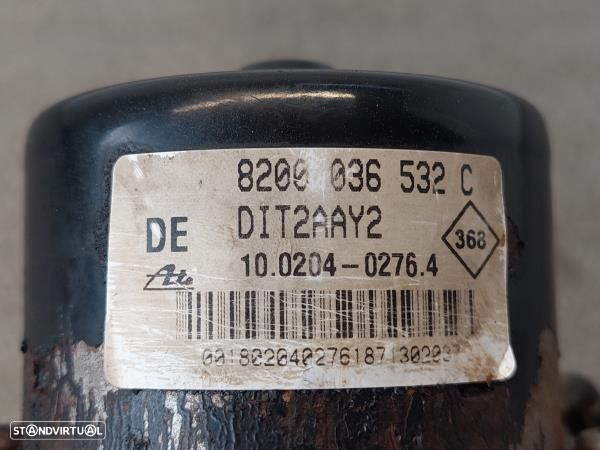 8200 036 532 C
DE DIT2AAY2
368
Ate 10.0204-0276.4
STANDVIRTUAL